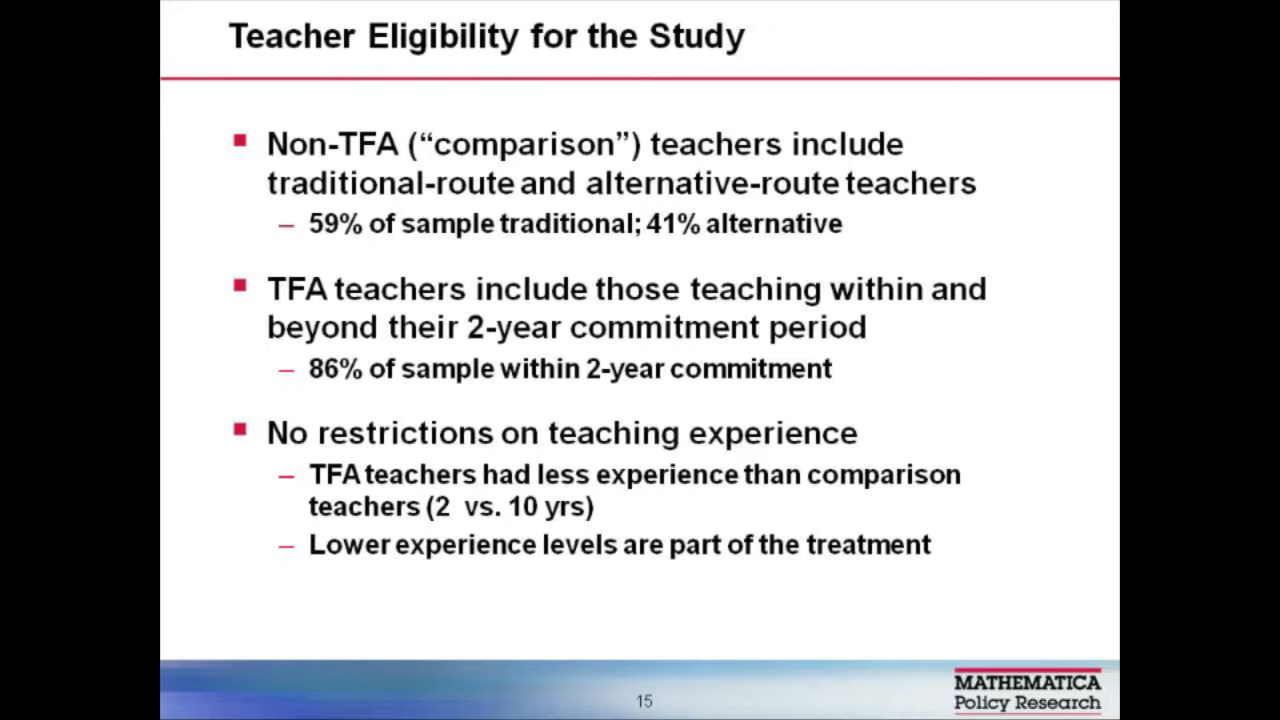 Teacher Eligibility for the Study
Non-TFA (“comparison”) teachers include
traditional-route and alternative-route teachers
– 59% of sample traditional; 41% alternative
TFA teachers include those teaching within and
beyond their 2-year commitment period
– 86% of sample within 2-year commitment
No restrictions on teaching experience
– TFA teachers had less experience than comparison
teachers (2 vs. 10 yrs)
– Lower experience levels are part of the treatment
15
MATHEMATICA
Policy Research